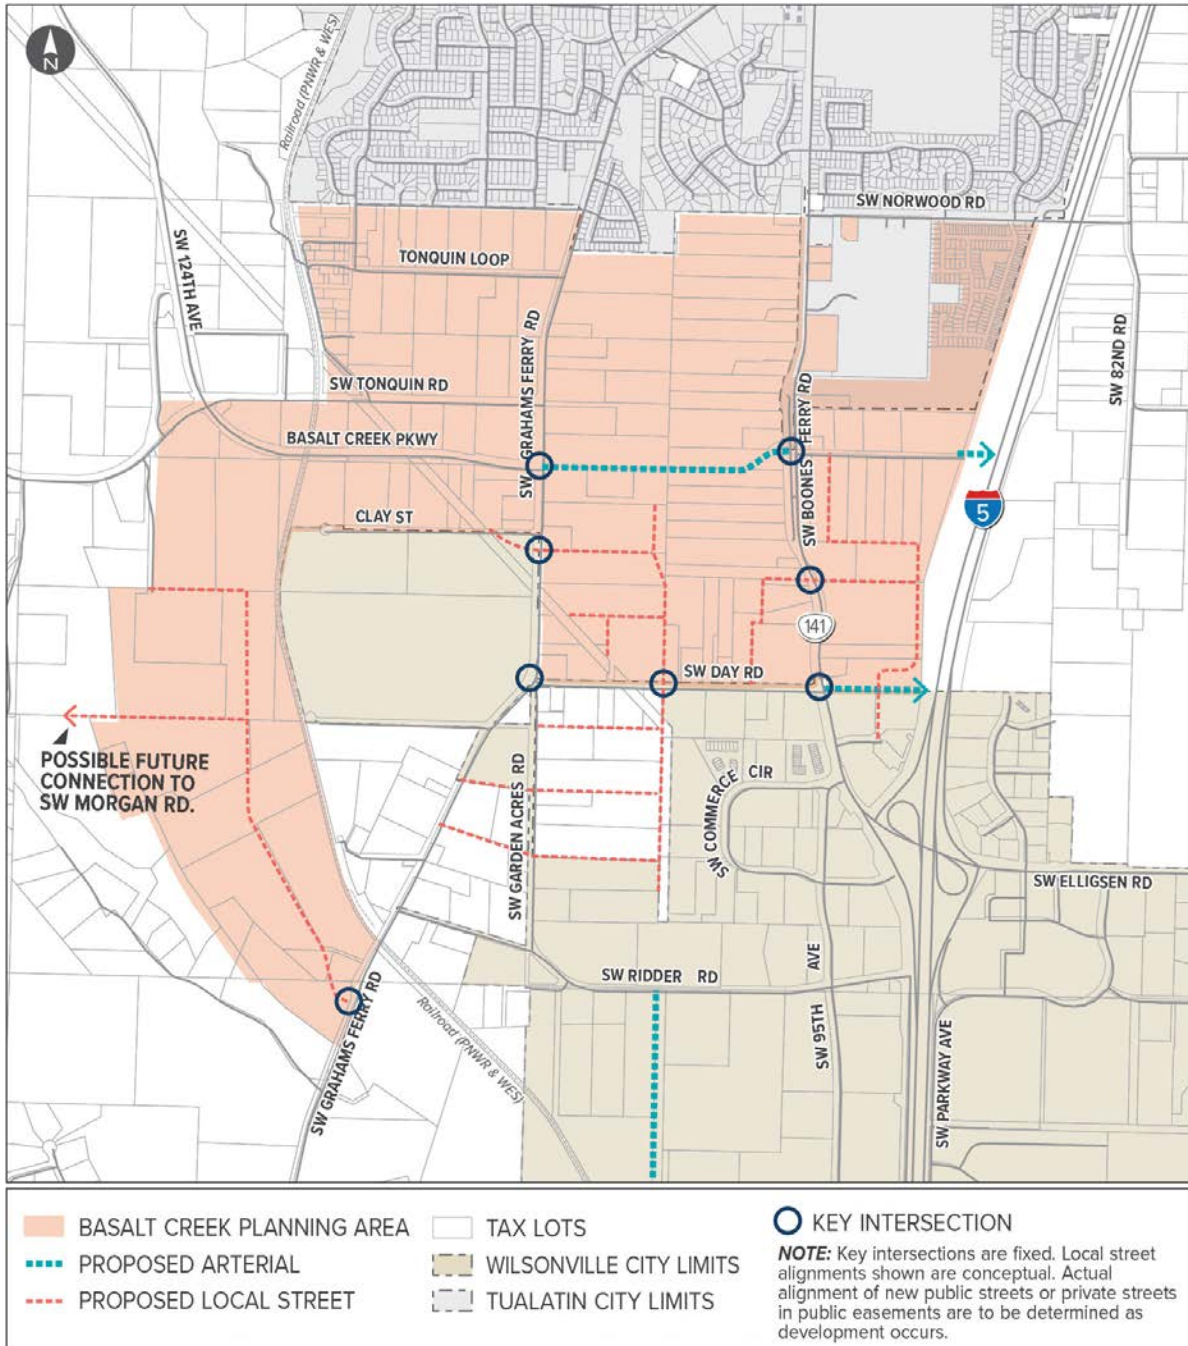 N
Railroad (PNWR & WES)
SW NORWOOD RD
SW 124TH AVE
TONQUIN LOOP
SW GRAHAMS FERRY RD
SW 82ND RD
SW TONQUIN RD
SW BOONES FERRY RD
BASALT CREEK PKWY
5
CLAY ST
141
SW DAY RD
POSSIBLE FUTURE
CONNECTION TO
SW MORGAN RD.
SW GARDEN ACRES RD
SW COMMERCE CIR
SW ELLIGSEN RD
SW RIDDER RD
SW 95TH AVE
SW GRAHAMS FERRY RD
Railroad (PNWR & WES)
SW PARKWAY AVE
BASALT CREEK PLANNING AREA
PROPOSED ARTERIAL
PROPOSED LOCAL STREET
TAX LOTS
WILSONVILLE CITY LIMITS
TUALATIN CITY LIMITS
KEY INTERSECTION
NOTE: Key intersections are fixed. Local street
alignments shown are conceptual. Actual
alignment of new public streets or private streets
in public easements are to be determined as
development occurs.